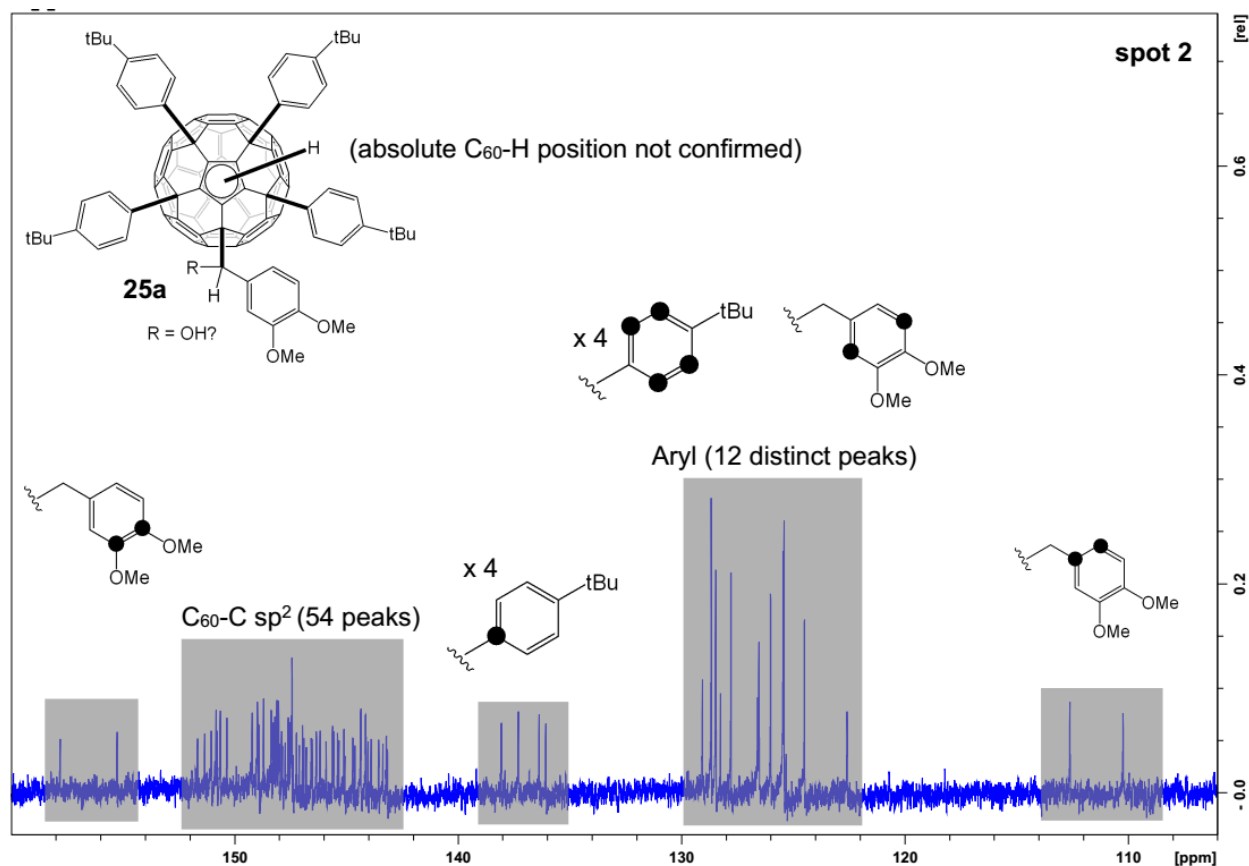 tBu
tBu
[rel]
spot 2
H
(absolute C60-H position not confirmed)
0.6
tBu
tBu
R
25a
H
OMe
R = OH?
OMe
tBu
x 4
OMe
OMe
0.4
Aryl (12 distinct peaks)
OMe
OMe
x 4
tBu
C60-C sp2 (54 peaks)
OMe
OMe
0.2
- 0.0
150
140
130
120
110
[ppm]